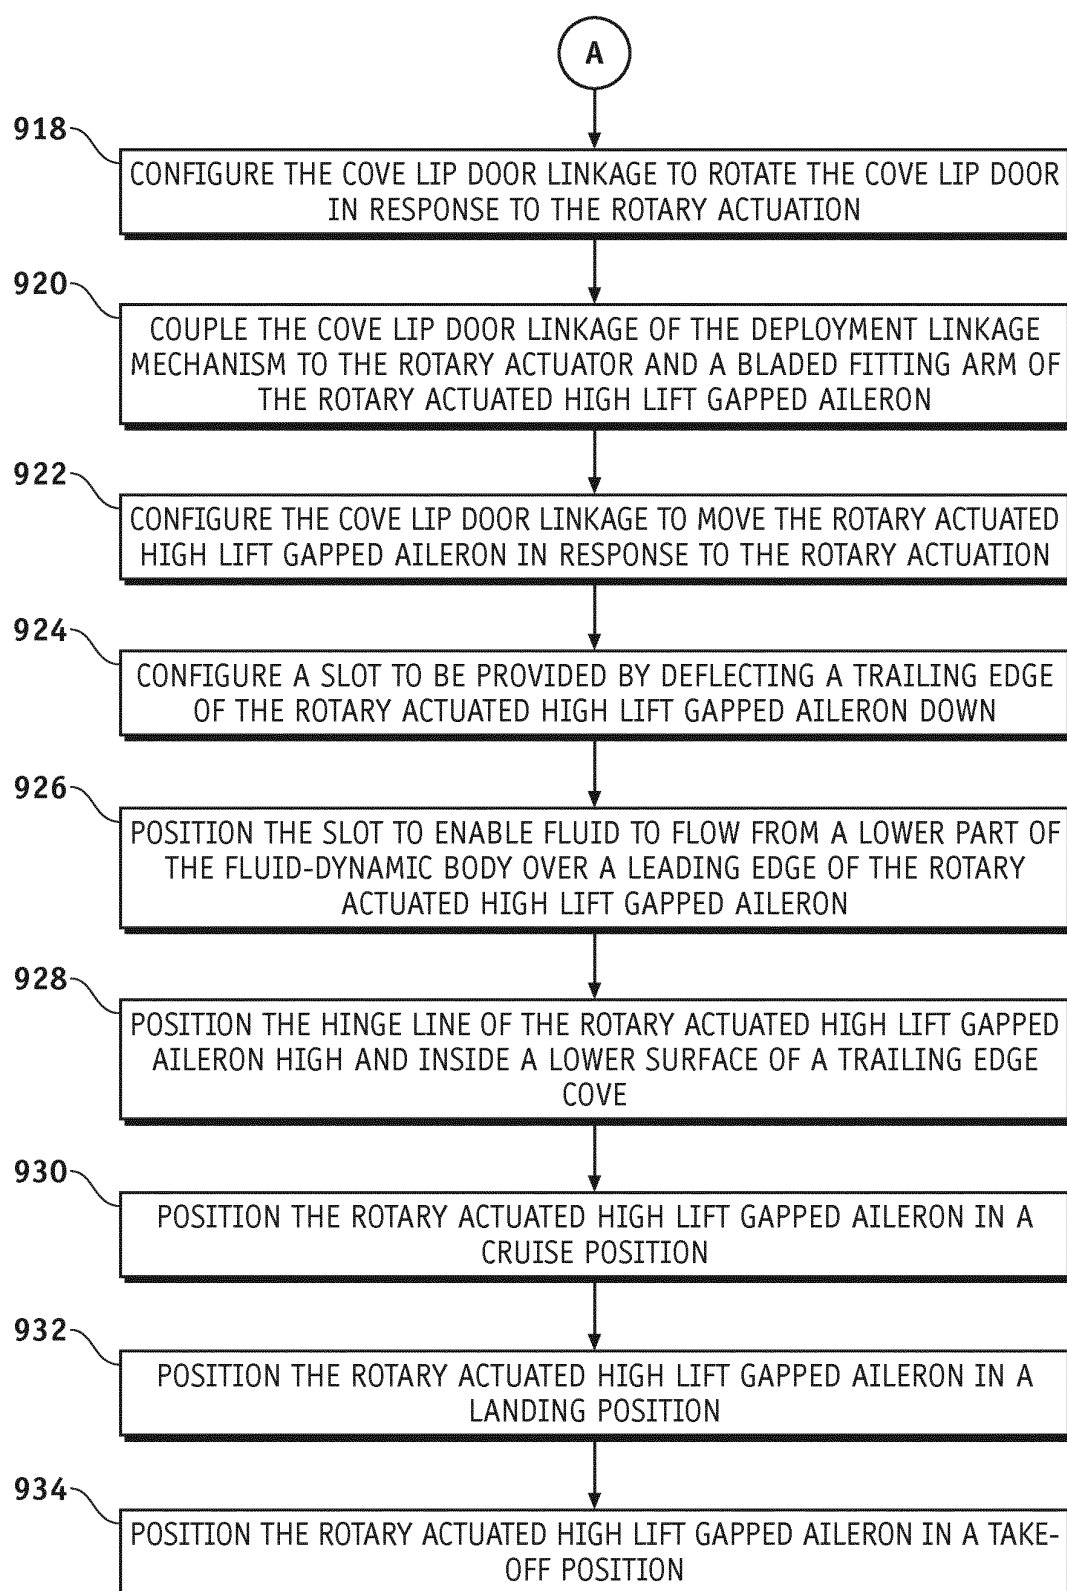 A
918
CONFIGURE THE COVE LIP DOOR LINKAGE TO ROTATE THE COVE LIP DOOR
IN RESPONSE TO THE ROTARY ACTUATION
920
COUPLE THE COVE LIP DOOR LINKAGE OF THE DEPLOYMENT LINKAGE
MECHANISM TO THE ROTARY ACTUATOR AND A BLADED FITTING ARM OF
THE ROTARY ACTUATED HIGH LIFT GAPPED AILERON
922
CONFIGURE THE COVE LIP DOOR LINKAGE TO MOVE THE ROTARY ACTUATED
HIGH LIFT GAPPED AILERON IN RESPONSE TO THE ROTARY ACTUATION
924
CONFIGURE A SLOT TO BE PROVIDED BY DEFLECTING A TRAILING EDGE
OF THE ROTARY ACTUATED HIGH LIFT GAPPED AILERON DOWN
926
POSITION THE SLOT TO ENABLE FLUID TO FLOW FROM A LOWER PART OF
THE FLUID-DYNAMIC BODY OVER A LEADING EDGE OF THE ROTARY
ACTUATED HIGH LIFT GAPPED AILERON
928
POSITION THE HINGE LINE OF THE ROTARY ACTUATED HIGH LIFT GAPPED
AILERON HIGH AND INSIDE A LOWER SURFACE OF A TRAILING EDGE
COVE
930
POSITION THE ROTARY ACTUATED HIGH LIFT GAPPED AILERON IN A
CRUISE POSITION
932
POSITION THE ROTARY ACTUATED HIGH LIFT GAPPED AILERON IN A
LANDING POSITION
934
POSITION THE ROTARY ACTUATED HIGH LIFT GAPPED AILERON IN A TAKE-
OFF POSITION